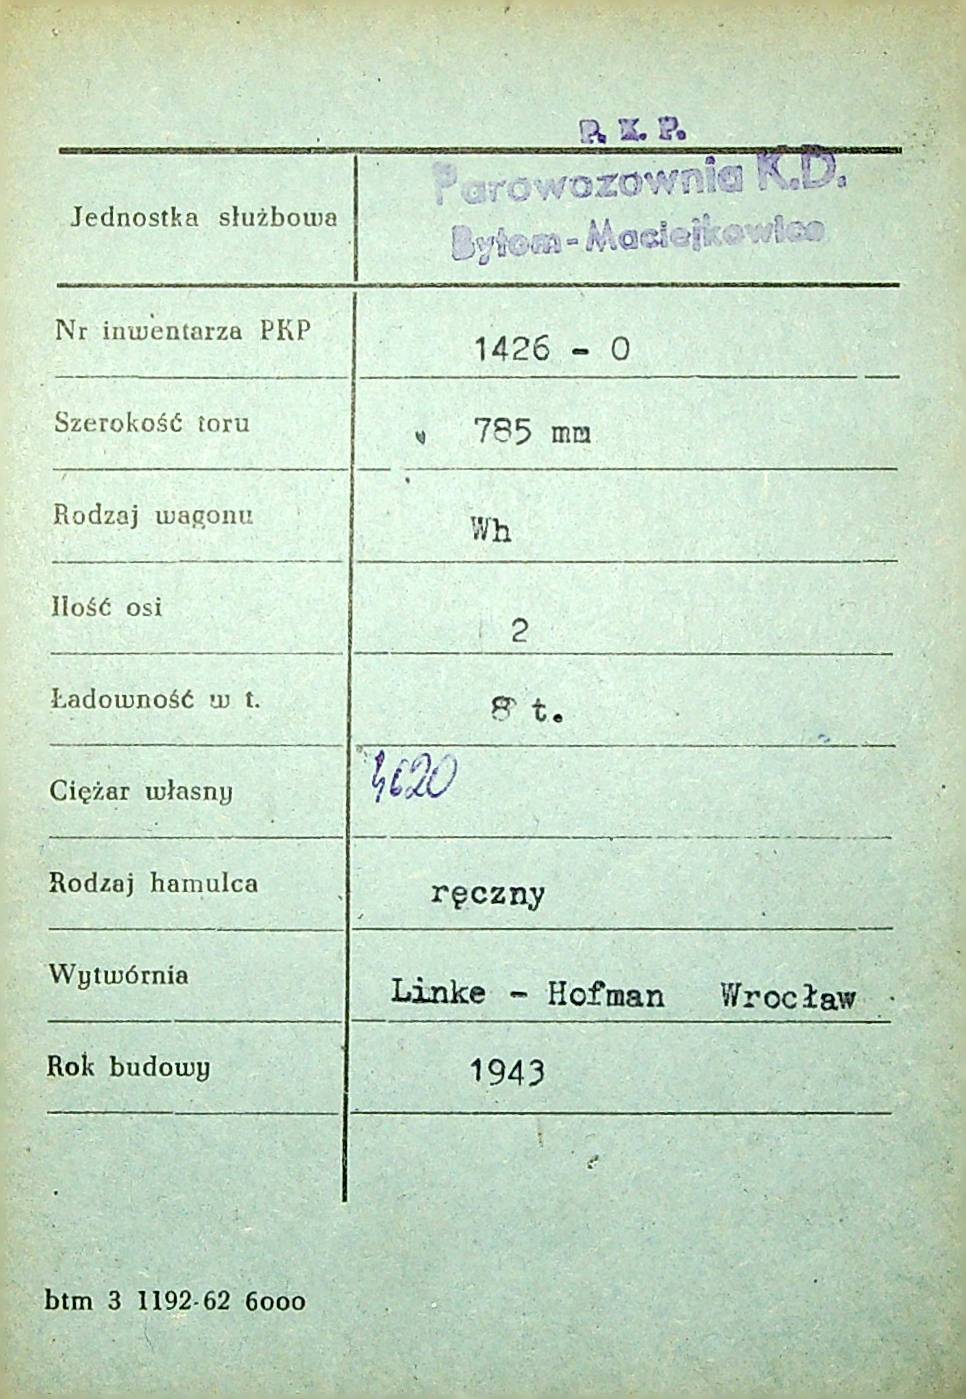 P. K. P.
Parowozownia K.D.
Jednostka służbowa
Bytom-Maciejkowice
Nr inwentarza PKP 1426 - 0
Szerokość toru 785 mm
Rodzaj wagonu Wh
Ilość osi 2
Ładowność w t. 8 t.
Ciężar własny 4620
Rodzaj hamulca ręczny
Wytwórnia Linke - Hofman Wrocław
Rok budowy 1943
btm 3 1192-62 6000